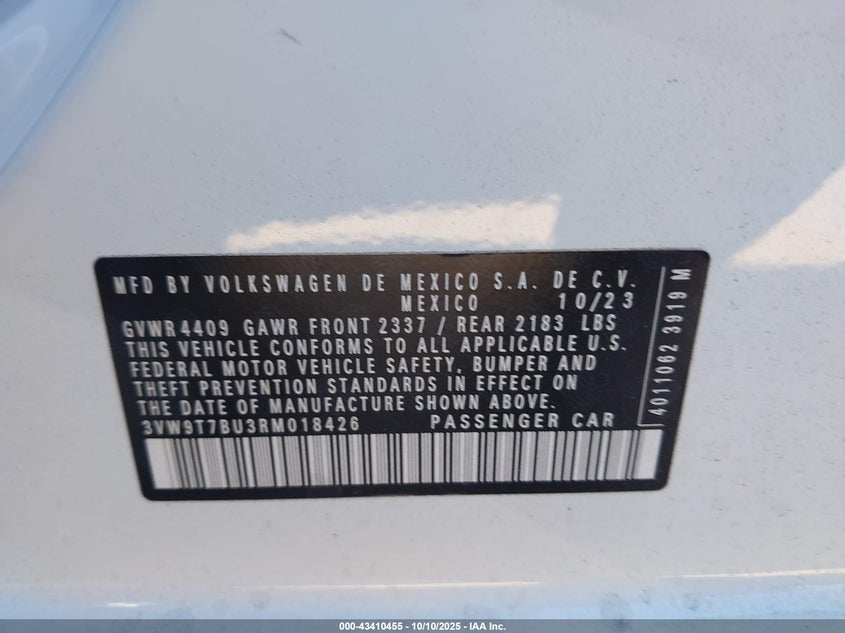 MFD BY VOLKSWAGEN DE MEXICO S.A. DE C.V.
MEXICO 10/23
GVWR 4409 GAWR FRONT 2337 / REAR 2183 LBS
THIS VEHICLE CONFORMS TO ALL APPLICABLE U.S.
FEDERAL MOTOR VEHICLE SAFETY, BUMPER AND
THEFT PREVENTION STANDARDS IN EFFECT ON
THE DATE OF MANUFACTURE SHOWN ABOVE.
3VW9T7BU3RM018426 PASSENGER CAR
4011062 3919 M
000-43410455 - 10/10/2025 - IAA Inc.